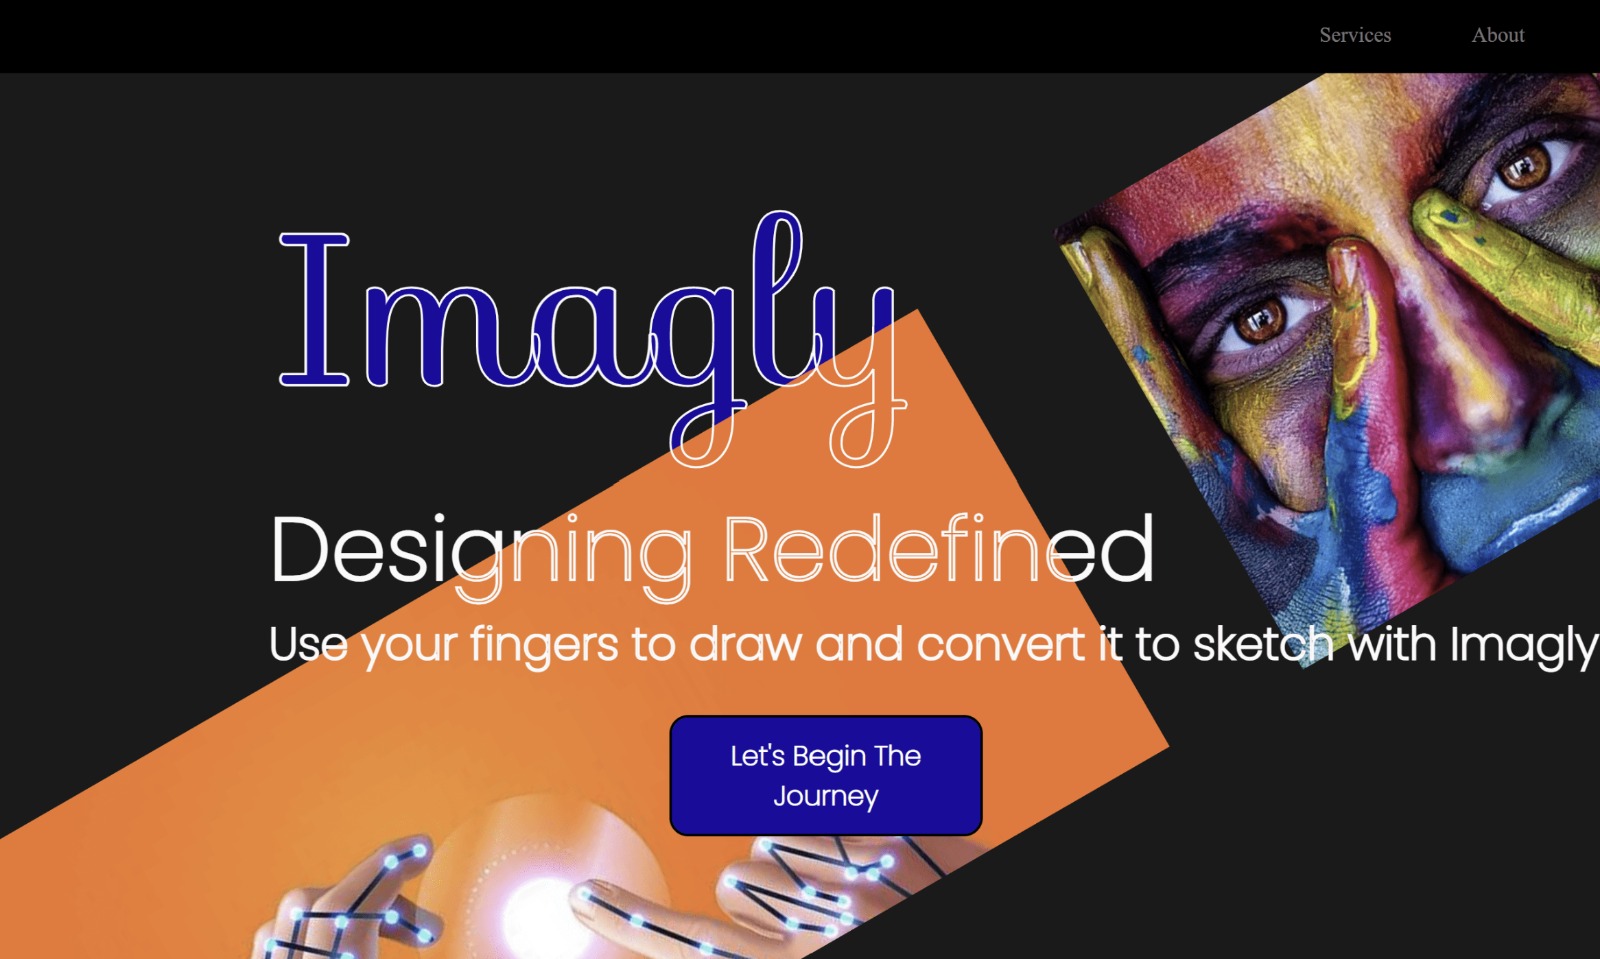 Services About
Imagly
Designing Redefined
Use your fingers to draw and convert it to sketch with Imagly
Let's Begin The
Journey